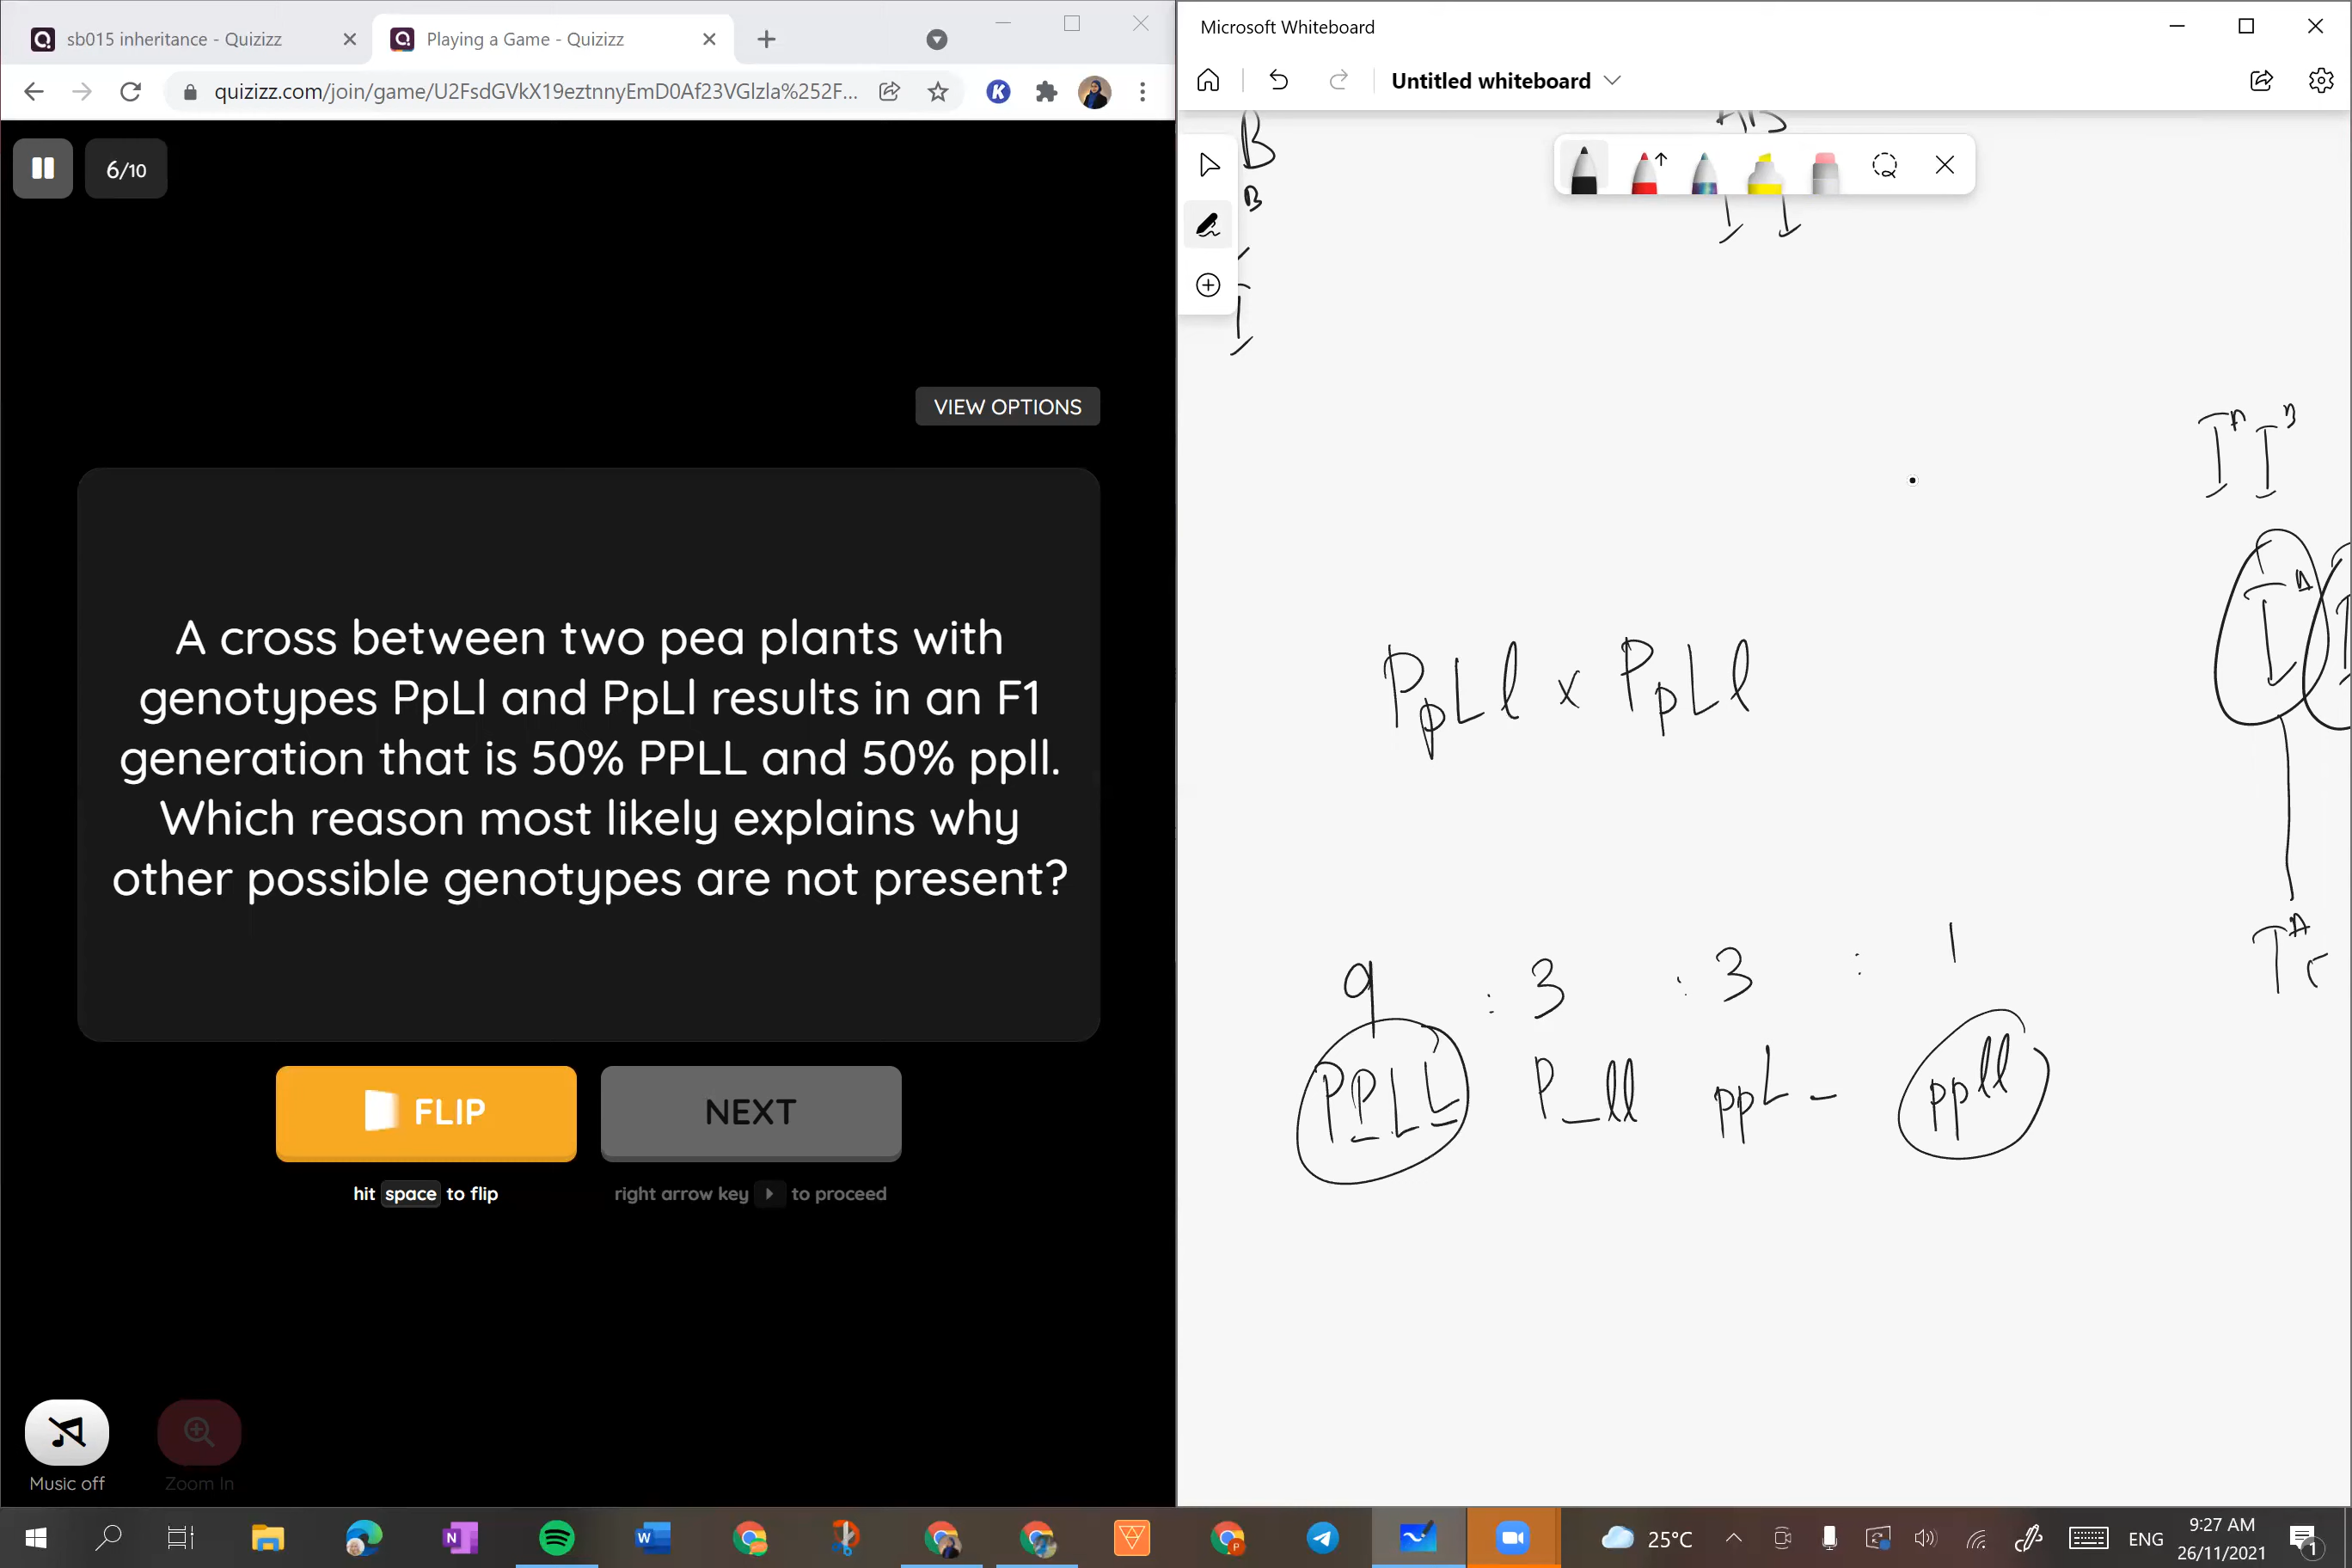 sb015 inheritance - Quizizz
Playing a Game - Quizizz
quizizz.com/join/game/U2FsdGVkX19eztnnyEmD0Af23VGlzla%252F...
6/10
VIEW OPTIONS
A cross between two pea plants with
genotypes PpLl and PpLl results in an F1
generation that is 50% PPLL and 50% ppll.
Which reason most likely explains why
other possible genotypes are not present?
FLIP
NEXT
hit space to flip
right arrow key to proceed
Music off
Zoom In
Microsoft Whiteboard
Untitled whiteboard
B
AB
B
I
I I
I^A I^B
PpLl x PpLl
I^A
9 : 3 : 3 : 1
PPLL P_ll ppL- ppll
25°C
ENG
9:27 AM
26/11/2021
1